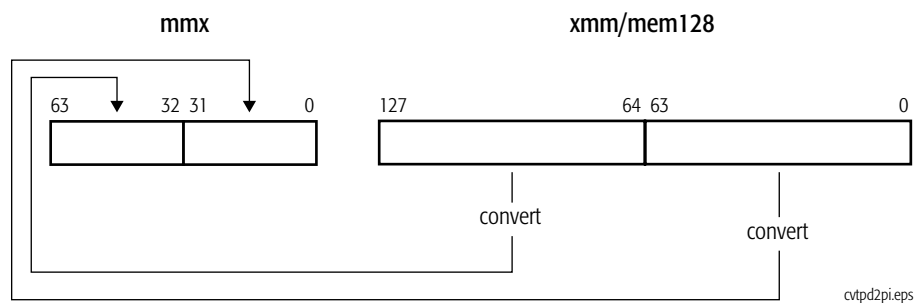 mmx xmm/mem128
63 32 31 0 127 64 63 0
convert
convert
cvtpd2pi.eps